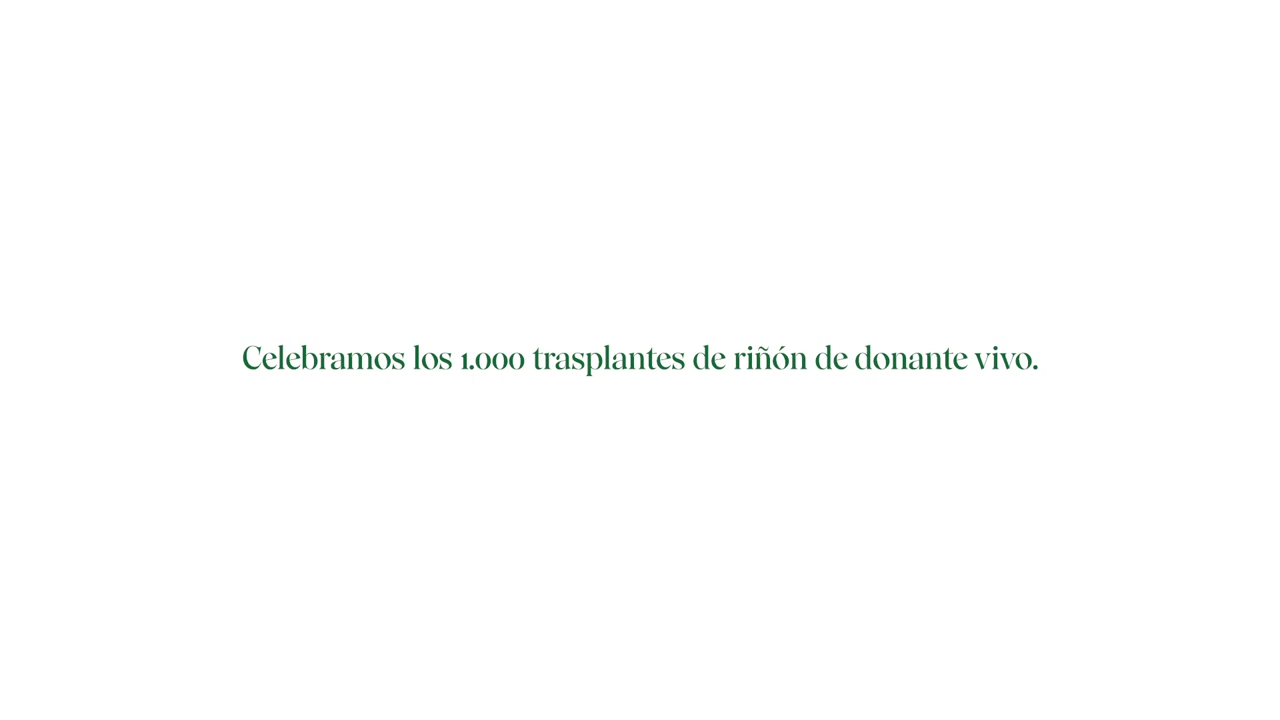 Celebramos los 1.000 trasplantes de riñón de donante vivo.